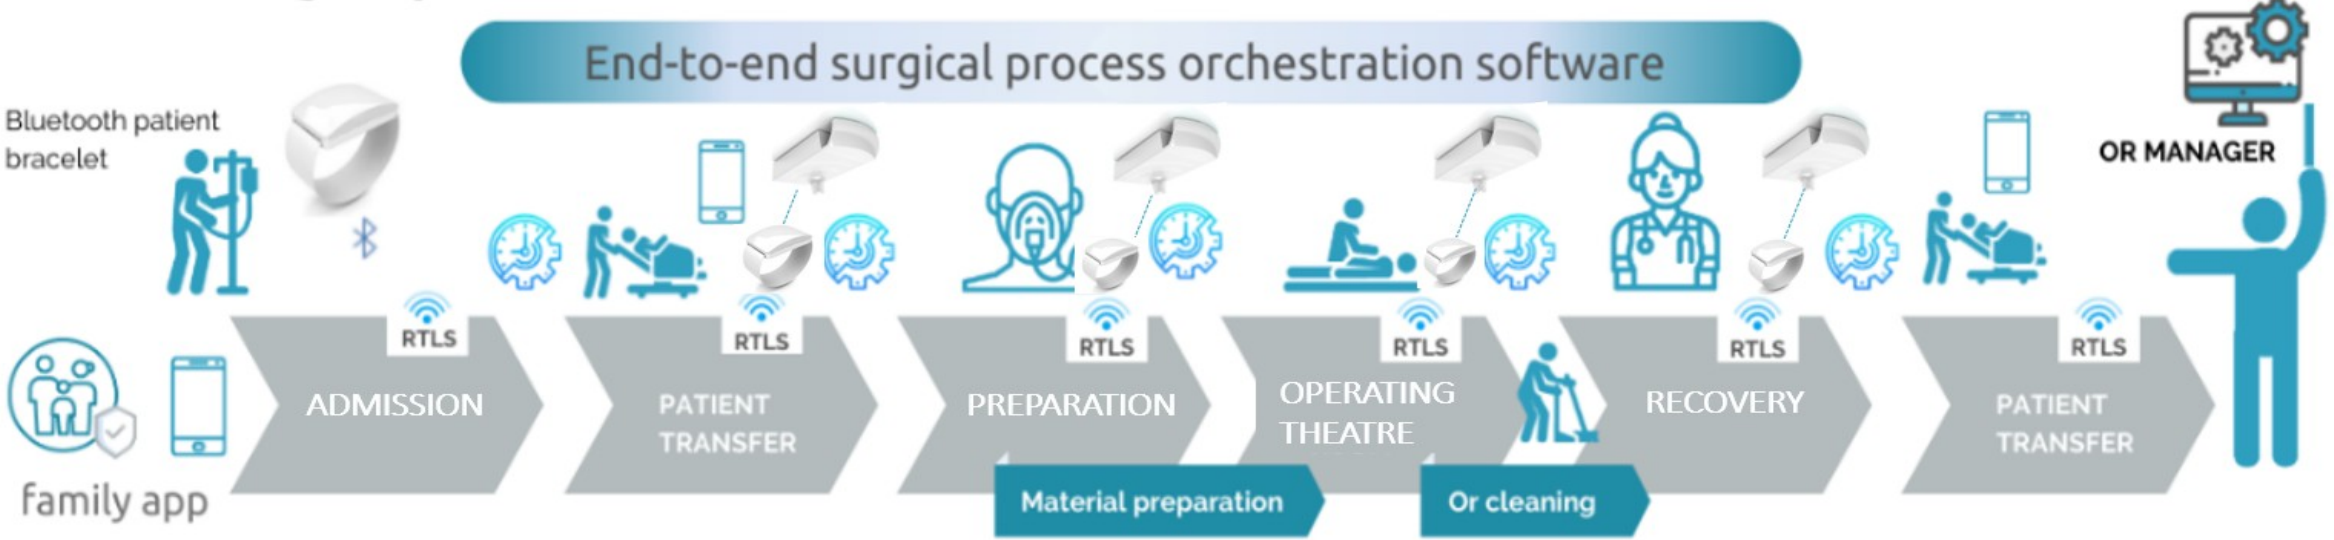 End-to-end surgical process orchestration software
Bluetooth patient
bracelet
OR MANAGER
RTLS
RTLS
RTLS
RTLS
RTLS
RTLS
ADMISSION
PATIENT
TRANSFER
PREPARATION
OPERATING
THEATRE
RECOVERY
PATIENT
TRANSFER
family app
Material preparation
Or cleaning